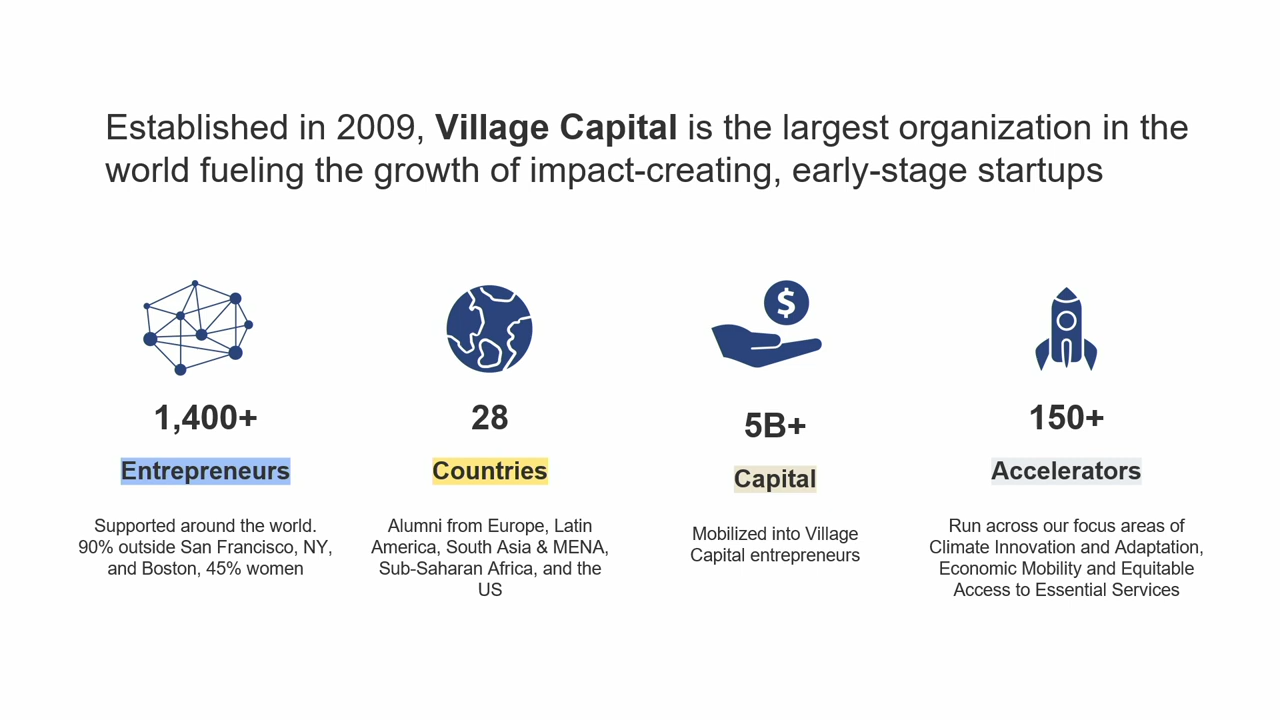 Established in 2009, Village Capital is the largest organization in the
world fueling the growth of impact-creating, early-stage startups
$
1,400+
Entrepreneurs
Supported around the world.
90% outside San Francisco, NY,
and Boston, 45% women
28
Countries
Alumni from Europe, Latin
America, South Asia & MENA,
Sub-Saharan Africa, and the
US
5B+
Capital
Mobilized into Village
Capital entrepreneurs
150+
Accelerators
Run across our focus areas of
Climate Innovation and Adaptation,
Economic Mobility and Equitable
Access to Essential Services